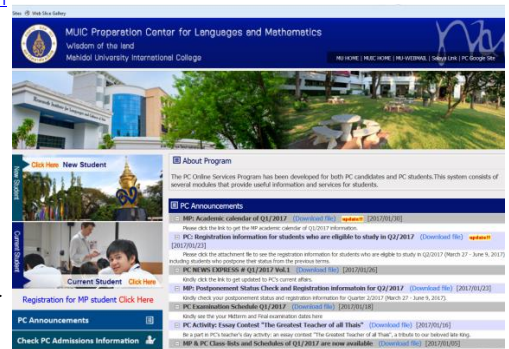 Sites Web Slice Gallery
MUIC Preparation Center for Languages and Mathematics
Wisdom of the land
Mahidol University International College
MU HOME | MUIC HOME | MU-WEBMAIL | Salaya Link | PC Google Site
Click Here New Student
New Student
Current Student
Current Student Click Here
Registration for MP student Click Here
PC Announcements
Check PC Admissions Information
About Program
The PC Online Services Program has been developed for both PC candidates and PC students.This system consists of
several modules that provide useful information and services for students.
PC Announcements
MP: Academic calendar of Q1/2017 (Download file) update!! [2017/01/30]
Please click the link to get the MP academic calendar of Q1/2017 information.
PC: Registration information for students who are eligible to study in Q2/2017 (Download file) update!!
[2017/01/23]
Please click the attachment file to see the registration information for students who are eligible to study in Q2/2017 (March 27 - June 9, 2017)
including students who postpone their status from the previous terms.
PC NEWS EXPRESS # Q1/2017 Vol.1 (Download file) [2017/01/26]
Kindly click the link to get updated to PC's current affairs.
MP: Postponement Status Check and Registration informatoin for Q2/2017 (Download file) [2017/01/23]
Kindly check your postponement status and registration information for Quarter 2/2017 (March 27 - June 9, 2017).
PC Examination Schedule Q1/2017 (Download file) [2017/01/18]
Kindly see your Midterm and Final examination dates here
PC Activity: Essay Contest "The Greatest Teacher of all Thais" (Download file) [2017/01/16]
Be a part in PC's teacher's day activity: an essay contest "The Greatest Teacher of all Thais", a tribute to our beloved late king.
MP & PC Class-lists and Schedules of Q1/2017 are now available (Download file) [2017/01/05]